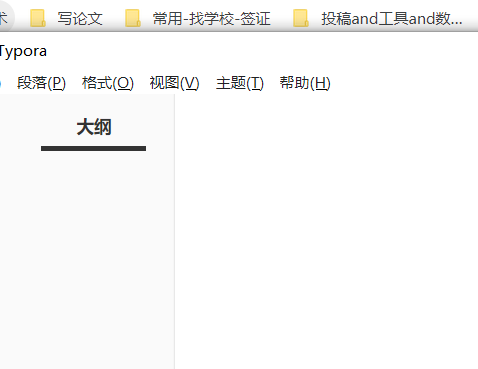 术 写论文 常用-找学校-签证 投稿and工具and数...
Typora
段落(P) 格式(O) 视图(V) 主题(T) 帮助(H)
大纲